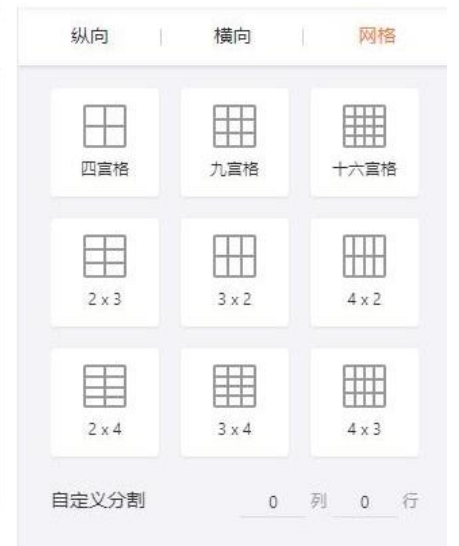 纵向 | 横向 | 网格
四宫格 九宫格 十六宫格
2 x 3 3 x 2 4 x 2
2 x 4 3 x 4 4 x 3
自定义分割 0 列 0 行